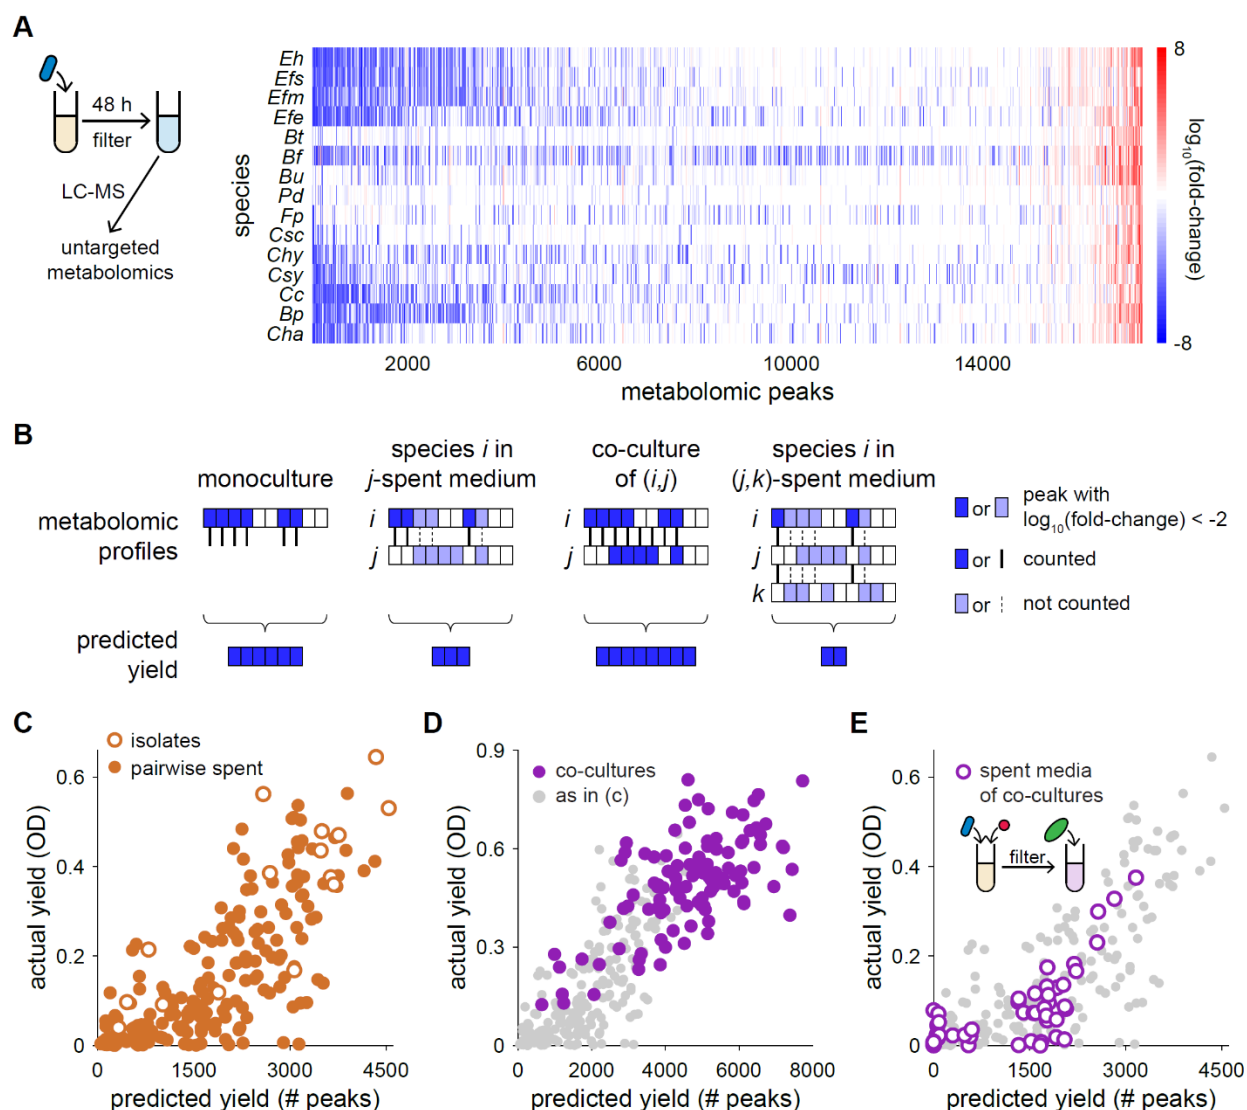 A
48 h
filter
LC-MS
untargeted
metabolomics
species
Eh
Efs
Efm
Efe
Bt
Bf
Bu
Pd
Fp
Csc
Chy
Csy
Cc
Bp
Cha
2000
6000
10000
14000
metabolomic peaks
8
-8
log10(fold-change)
B
monoculture
species i in
j-spent medium
co-culture
of (i,j)
species i in
(j,k)-spent medium
metabolomic
profiles
i
j
i
j
i
j
k
or
peak with
log10(fold-change) < -2
or
counted
or
not counted
predicted
yield
C
isolates
pairwise spent
actual yield (OD)
0.6
0.4
0.2
0
0
1500
3000
4500
predicted yield (# peaks)
D
co-cultures
as in (c)
actual yield (OD)
0.9
0.6
0.3
0
0
2000
4000
6000
8000
predicted yield (# peaks)
E
spent media
of co-cultures
filter
actual yield (OD)
0.6
0.4
0.2
0
0
1500
3000
4500
predicted yield (# peaks)